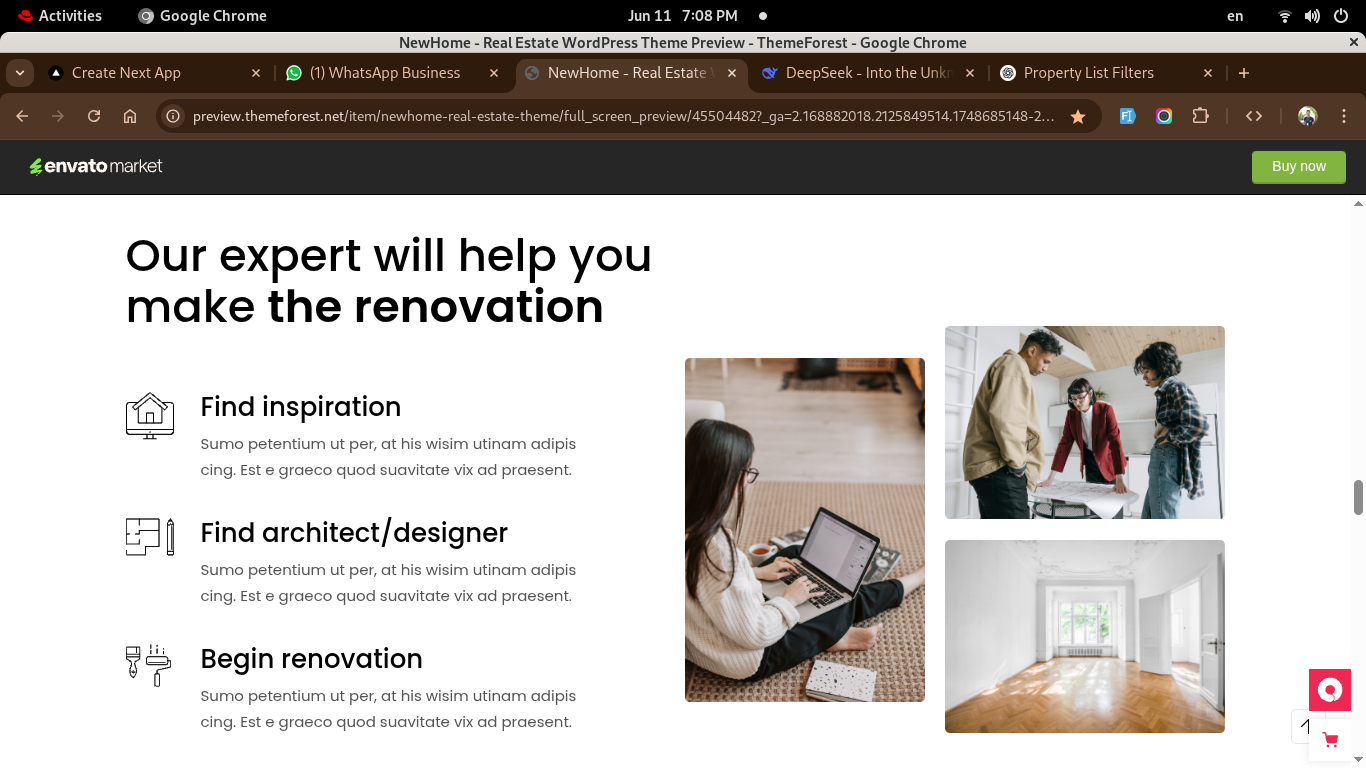 Activities
Google Chrome
Jun 11 7:08 PM
en
NewHome - Real Estate WordPress Theme Preview - ThemeForest - Google Chrome
Create Next App
(1) WhatsApp Business
NewHome - Real Estate
DeepSeek - Into the Unkn
Property List Filters
preview.themeforest.net/item/newhome-real-estate-theme/full_screen_preview/45504482?_ga=2.168882018.2125849514.1748685148-2…
envato market
Buy now
Our expert will help you
make the renovation
Find inspiration
Sumo petentium ut per, at his wisim utinam adipis
cing. Est e graeco quod suavitate vix ad praesent.
Find architect/designer
Sumo petentium ut per, at his wisim utinam adipis
cing. Est e graeco quod suavitate vix ad praesent.
Begin renovation
Sumo petentium ut per, at his wisim utinam adipis
cing. Est e graeco quod suavitate vix ad praesent.